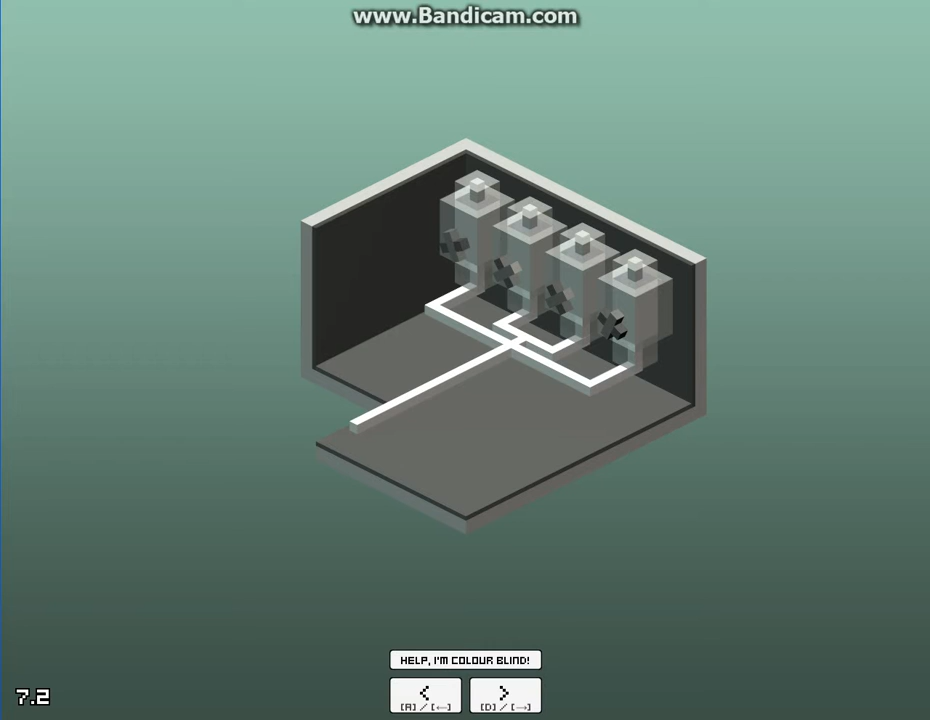 www.Bandicam.com
HELP, I'M COLOUR BLIND!
< >
[A] / [←] [D] / [→]
7.2